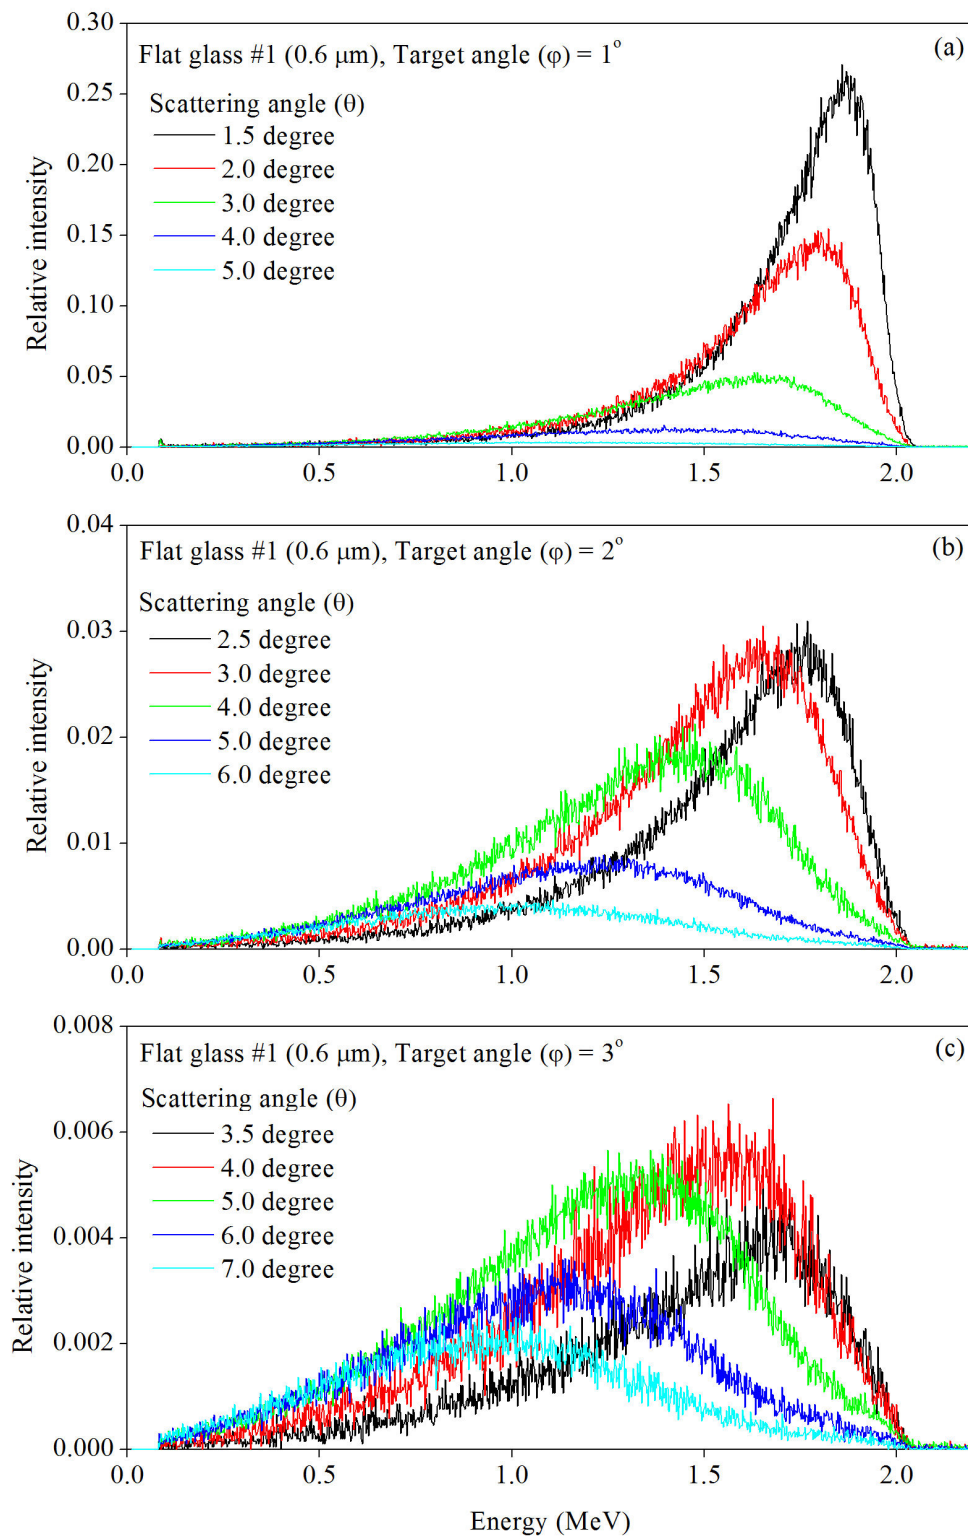 0.30
Flat glass #1 (0.6 μm), Target angle (φ) = 1°
(a)
0.25
Scattering angle (θ)
1.5 degree
0.20
2.0 degree
3.0 degree
0.15
4.0 degree
5.0 degree
0.10
0.05
0.00
Relative intensity
0.0 0.5 1.0 1.5 2.0
0.04
Flat glass #1 (0.6 μm), Target angle (φ) = 2°
(b)
Scattering angle (θ)
0.03
2.5 degree
3.0 degree
4.0 degree
0.02
5.0 degree
6.0 degree
0.01
0.00
Relative intensity
0.0 0.5 1.0 1.5 2.0
0.008
Flat glass #1 (0.6 μm), Target angle (φ) = 3°
(c)
Scattering angle (θ)
0.006
3.5 degree
4.0 degree
5.0 degree
0.004
6.0 degree
7.0 degree
0.002
0.000
Relative intensity
0.0 0.5 1.0 1.5 2.0
Energy (MeV)